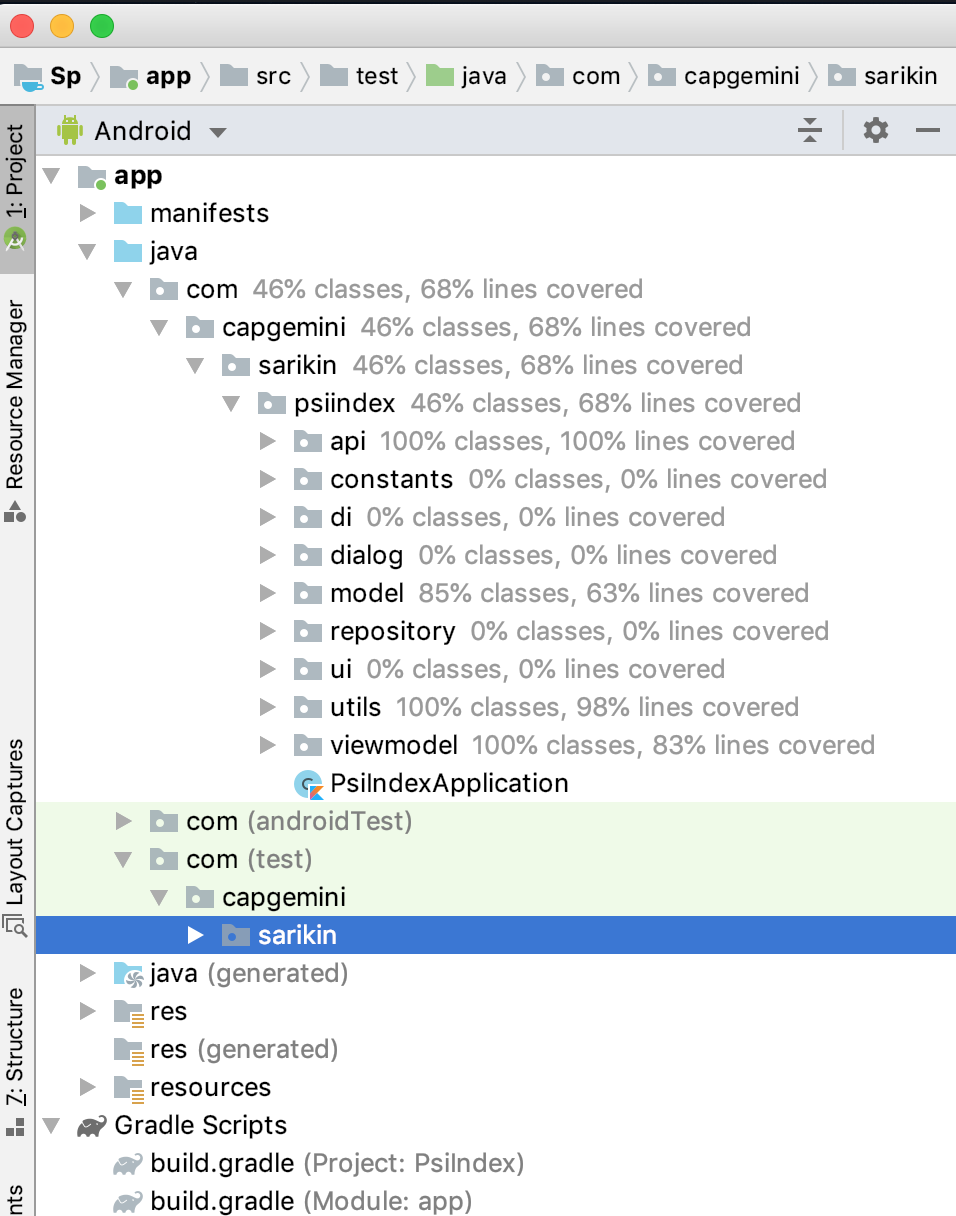 Sp app src test java com capgemini sarikin
Android
1: Project
Resource Manager
Layout Captures
Z: Structure
nts
app
manifests
java
com 46% classes, 68% lines covered
capgemini 46% classes, 68% lines covered
sarikin 46% classes, 68% lines covered
psiindex 46% classes, 68% lines covered
api 100% classes, 100% lines covered
constants 0% classes, 0% lines covered
di 0% classes, 0% lines covered
dialog 0% classes, 0% lines covered
model 85% classes, 63% lines covered
repository 0% classes, 0% lines covered
ui 0% classes, 0% lines covered
utils 100% classes, 98% lines covered
viewmodel 100% classes, 83% lines covered
PsiIndexApplication
com (androidTest)
com (test)
capgemini
sarikin
java (generated)
res
res (generated)
resources
Gradle Scripts
build.gradle (Project: PsiIndex)
build.gradle (Module: app)